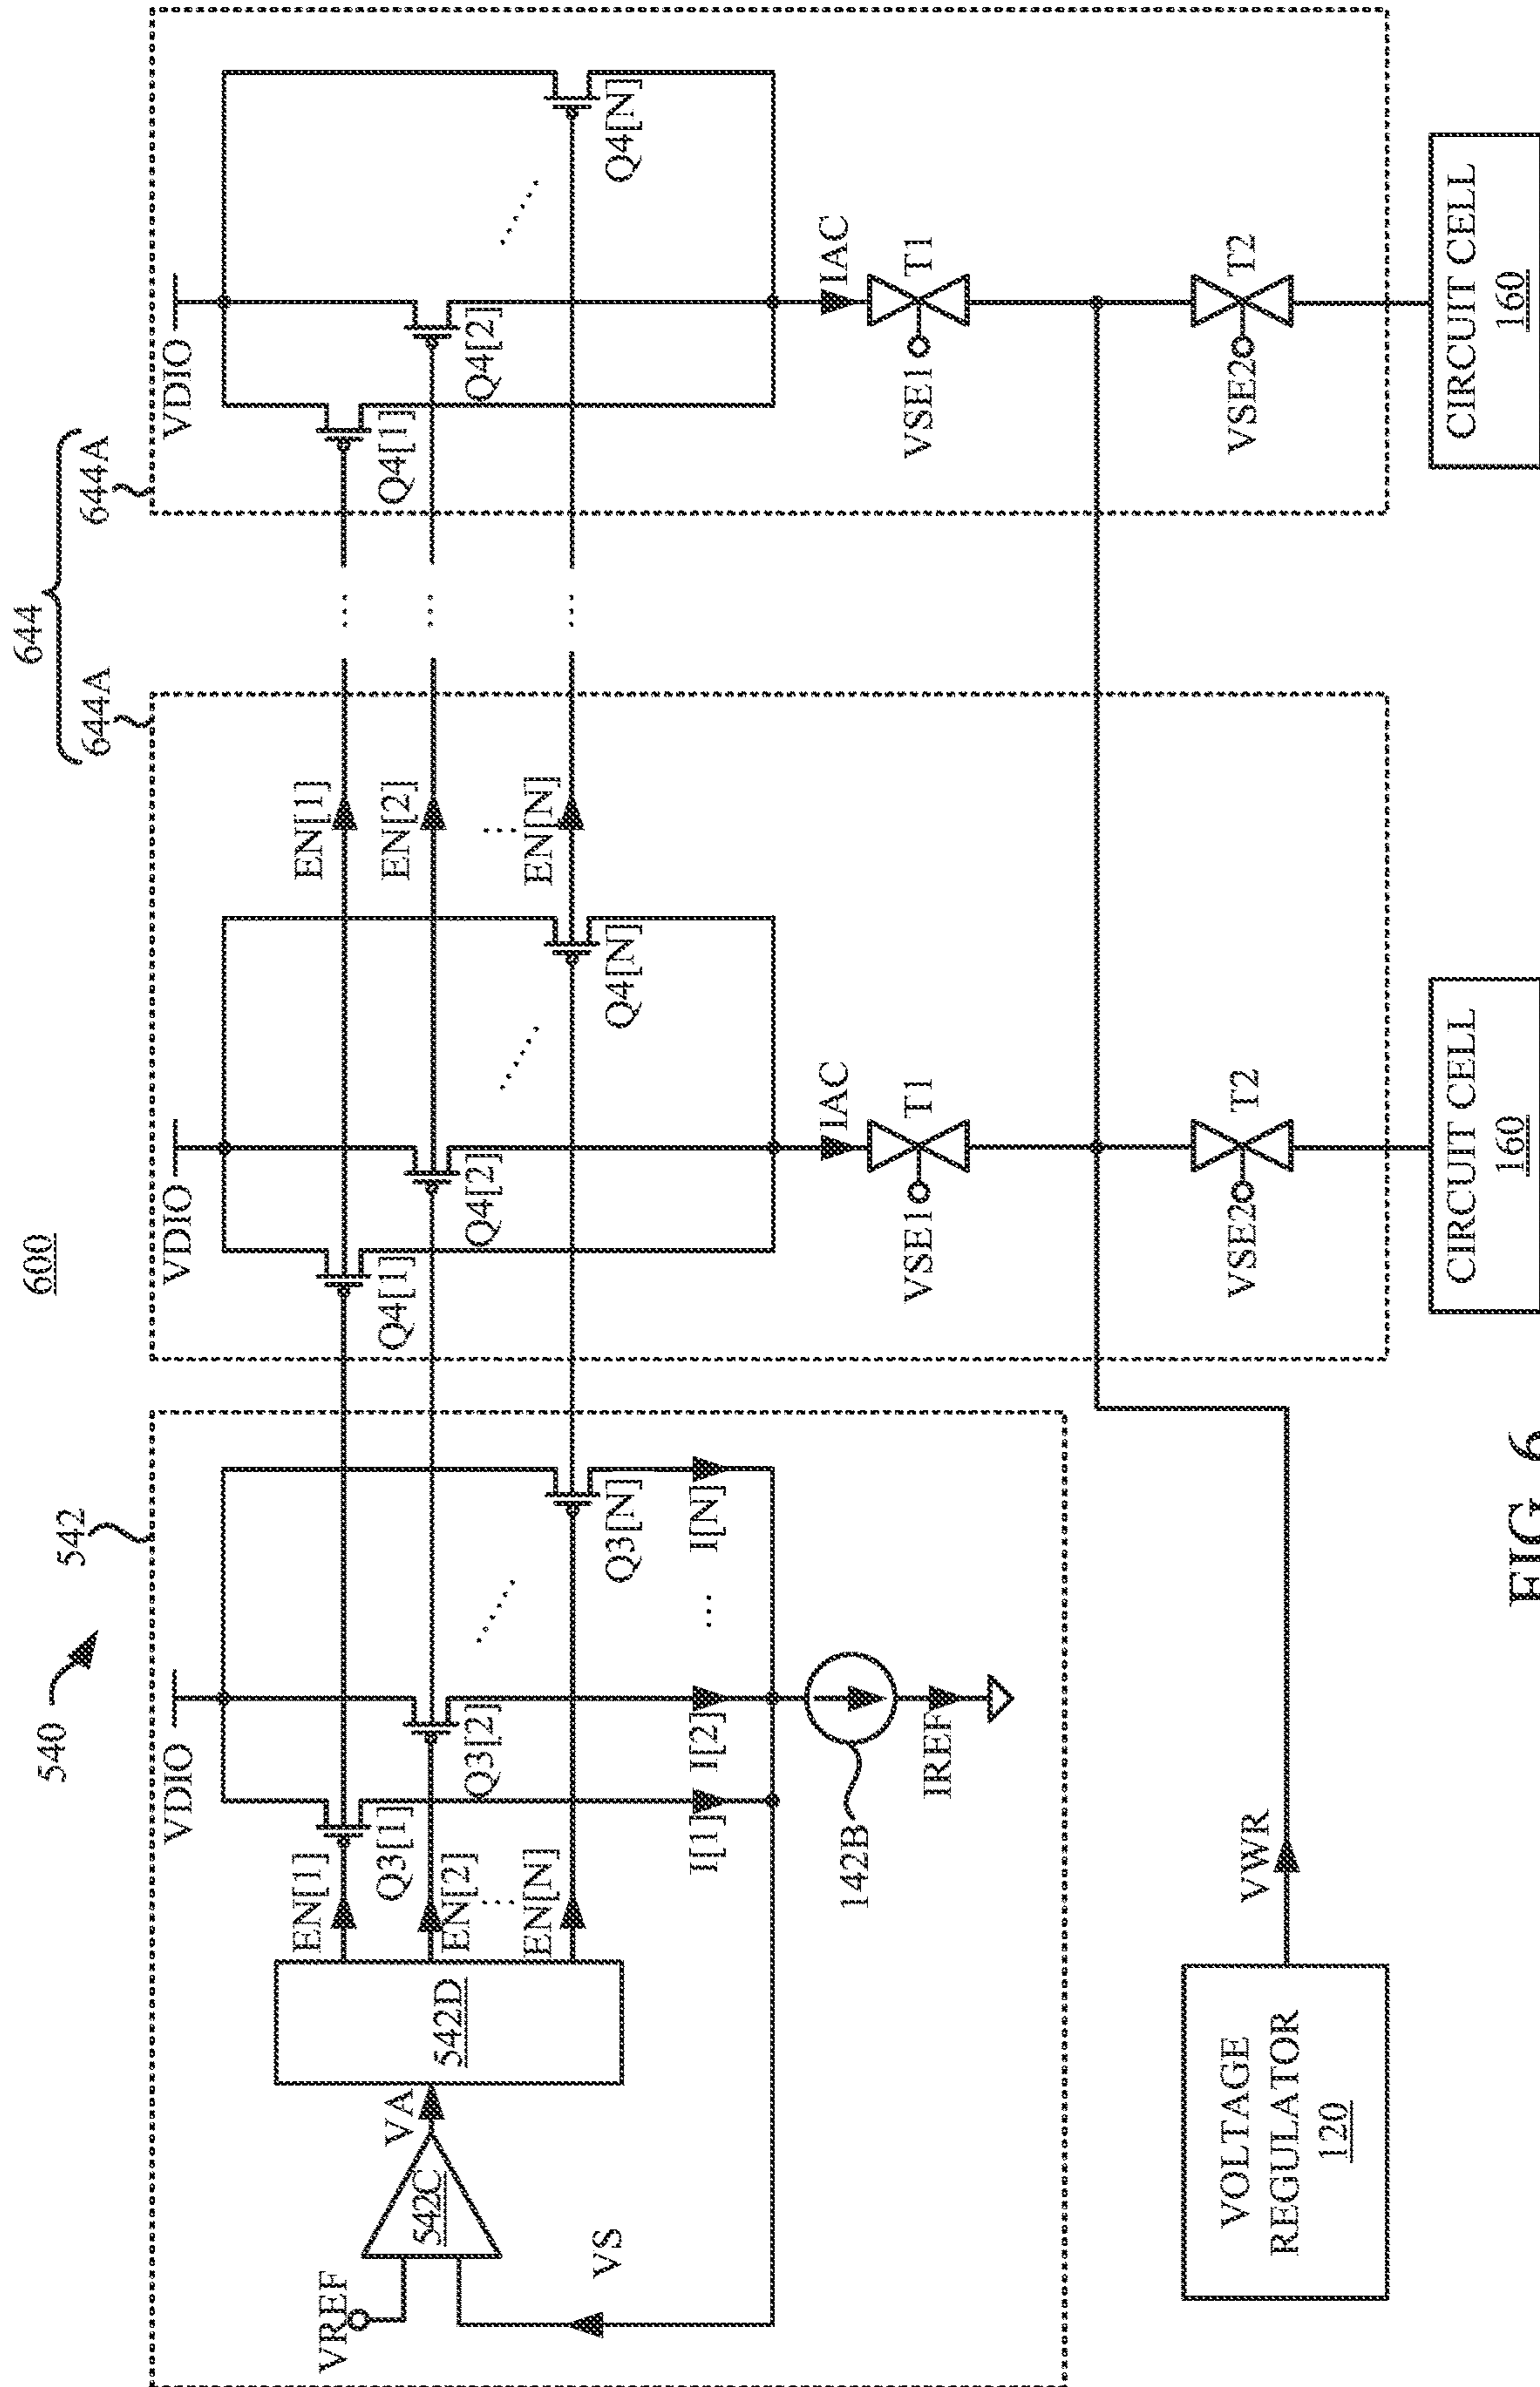 600
540
542
644
644A
644A
VDIO
VREF
542C
VA
542D
VS
EN[1]
EN[2]
⋮
EN[N]
Q3[1]
Q3[2]
......
Q3[N]
I[1]
I[2]
...
I[N]
142B
IREF
VDIO
Q4[1]
Q4[2]
......
Q4[N]
EN[1]
EN[2]
⋮
EN[N]
IAC
VSE1
T1
VSE2
T2
...
...
...
VDIO
Q4[1]
Q4[2]
......
Q4[N]
IAC
VSE1
T1
VSE2
T2
VOLTAGE
REGULATOR
120
VWR
CIRCUIT CELL
160
CIRCUIT CELL
160
FIG. 6